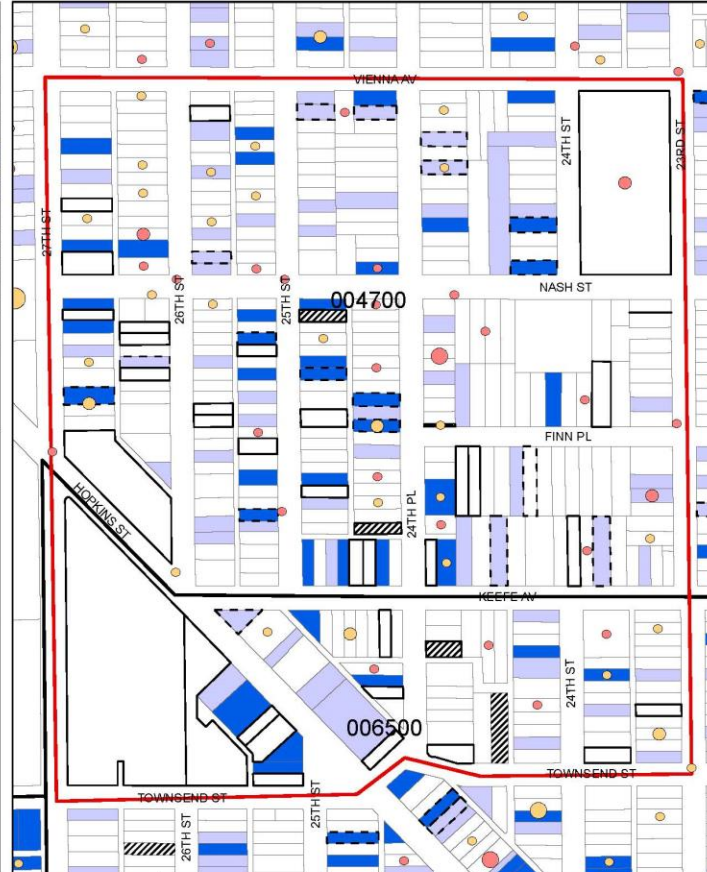 VIENNA AV
24TH ST
23RD ST
27TH ST
NASH ST
26TH ST
25TH ST
004700
FINN PL
HOPKINS ST
24TH PL
KEEFE AV
24TH ST
006500
TOWNSEND ST
TOWNSEND ST
25TH ST
26TH ST